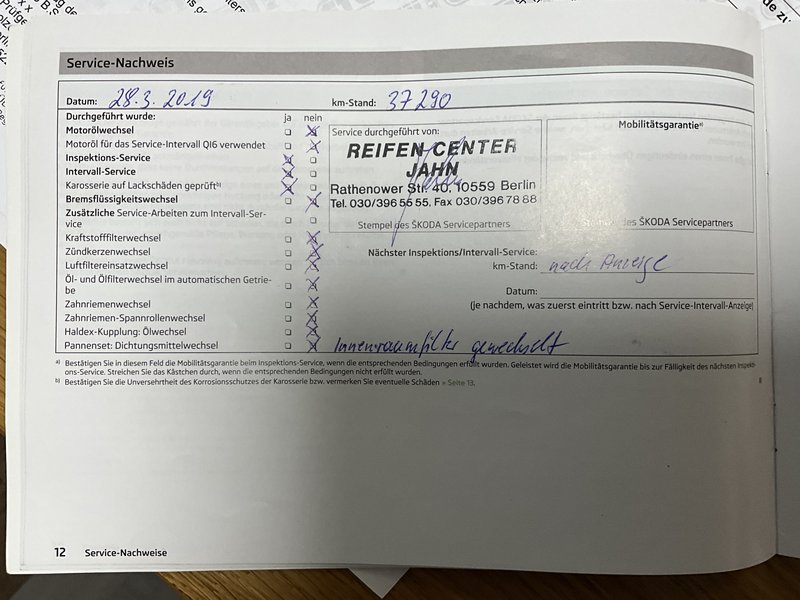 Service-Nachweis
Datum: 28.3.2019 km-Stand: 37290
Durchgeführt wurde: ja nein
Motorölwechsel
Motoröl für das Service-Intervall QI6 verwendet
Inspektions-Service
Intervall-Service
Karosserie auf Lackschäden geprüft b)
Bremsflüssigkeitswechsel
Zusätzliche Service-Arbeiten zum Intervall-Ser-
vice
Kraftstofffilterwechsel
Zündkerzenwechsel
Luftfiltereinsatzwechsel
Öl- und Ölfilterwechsel im automatischen Getrie-
be
Zahnriemenwechsel
Zahnriemen-Spannrollenwechsel
Haldex-Kupplung: Ölwechsel
Pannenset: Dichtungsmittelwechsel
Service durchgeführt von:
REIFEN CENTER
JAHN
Rathenower Str. 40, 10559 Berlin
Tel. 030/396 55 55, Fax 030/396 78 88
Stempel des ŠKODA Servicepartners
Mobilitätsgarantie a)
des ŠKODA Servicepartners
Nächster Inspektions/Intervall-Service:
km-Stand: nach Anzeige
Datum:
(je nachdem, was zuerst eintritt bzw. nach Service-Intervall-Anzeige)
Innenraumfilter gewechselt
a) Bestätigen Sie in diesem Feld die Mobilitätsgarantie beim Inspektions-Service, wenn die entsprechenden Bedingungen erfüllt wurden. Geleistet wird die Mobilitätsgarantie bis zur Fälligkeit des nächsten Inspekti-
ons-Service. Streichen Sie das Kästchen durch, wenn die entsprechenden Bedingungen nicht erfüllt wurden.
b) Bestätigen Sie die Unversehrtheit des Korrosionsschutzes der Karosserie bzw. vermerken Sie eventuelle Schäden » Seite 13.
12 Service-Nachweise